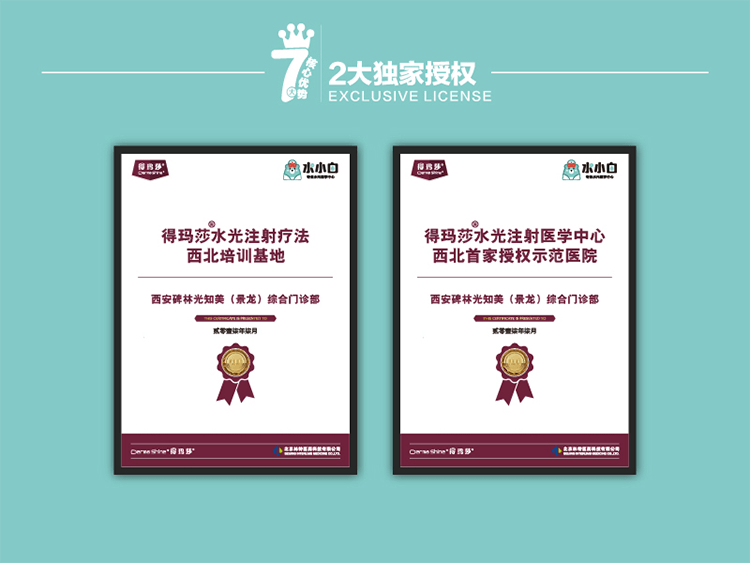 7大
核心优势
2大独家授权
EXCLUSIVE LICENSE
得玛莎®
Derma Shine®
水小白
得玛莎®水光注射疗法
西北培训基地
西安碑林光知美（景龙）综合门诊部
THIS CERTIFICATE IS PRESENTED TO
贰零壹柒年柒月
Derma Shine® 得玛莎®
得玛莎®
Derma Shine®
水小白
得玛莎®水光注射医学中心
西北首家授权示范医院
西安碑林光知美（景龙）综合门诊部
THIS CERTIFICATE IS PRESENTED TO
贰零壹柒年柒月
Derma Shine® 得玛莎®